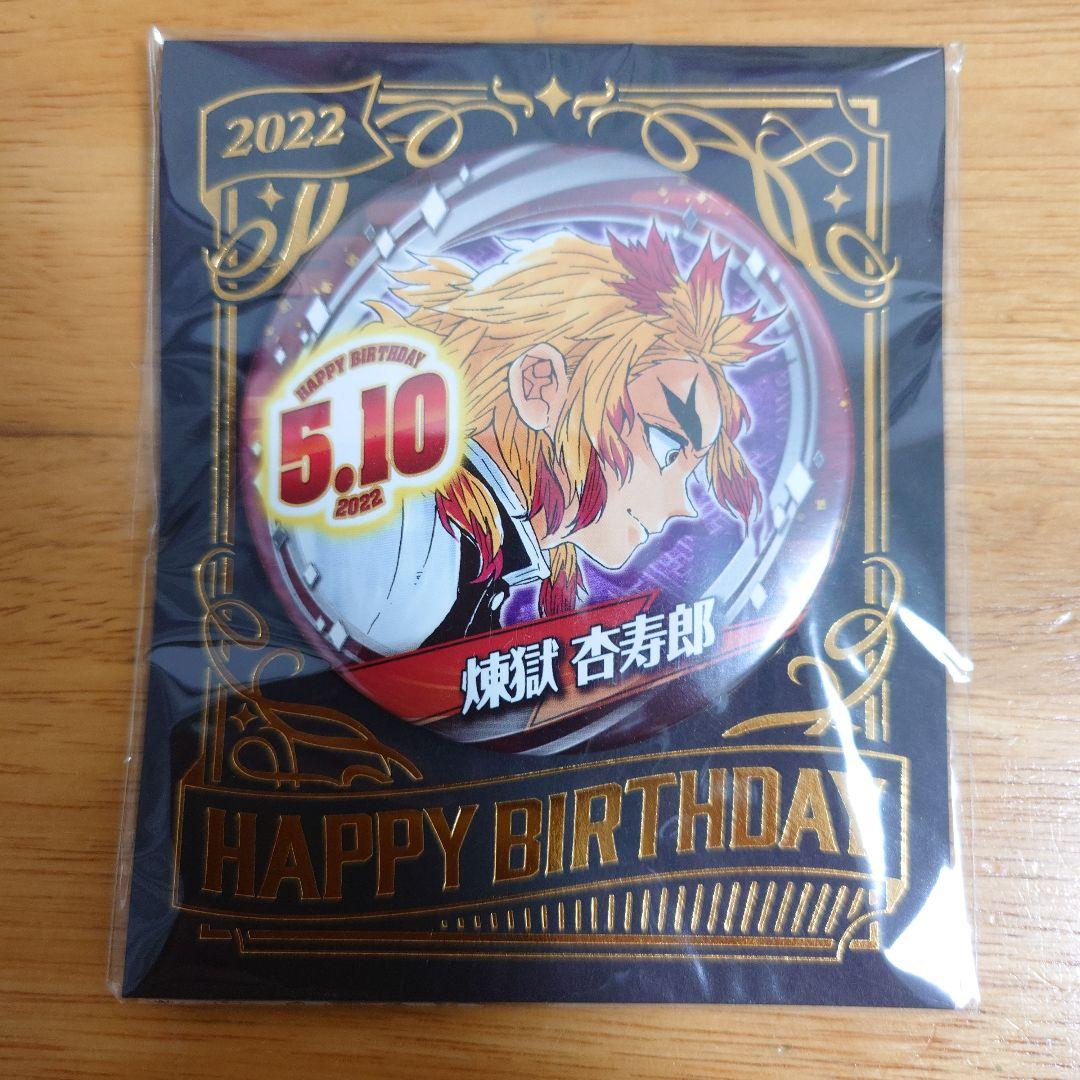 2022
HAPPY BIRTHDAY
5.10
2022
煉獄 杏寿郎
HAPPY BIRTHDAY